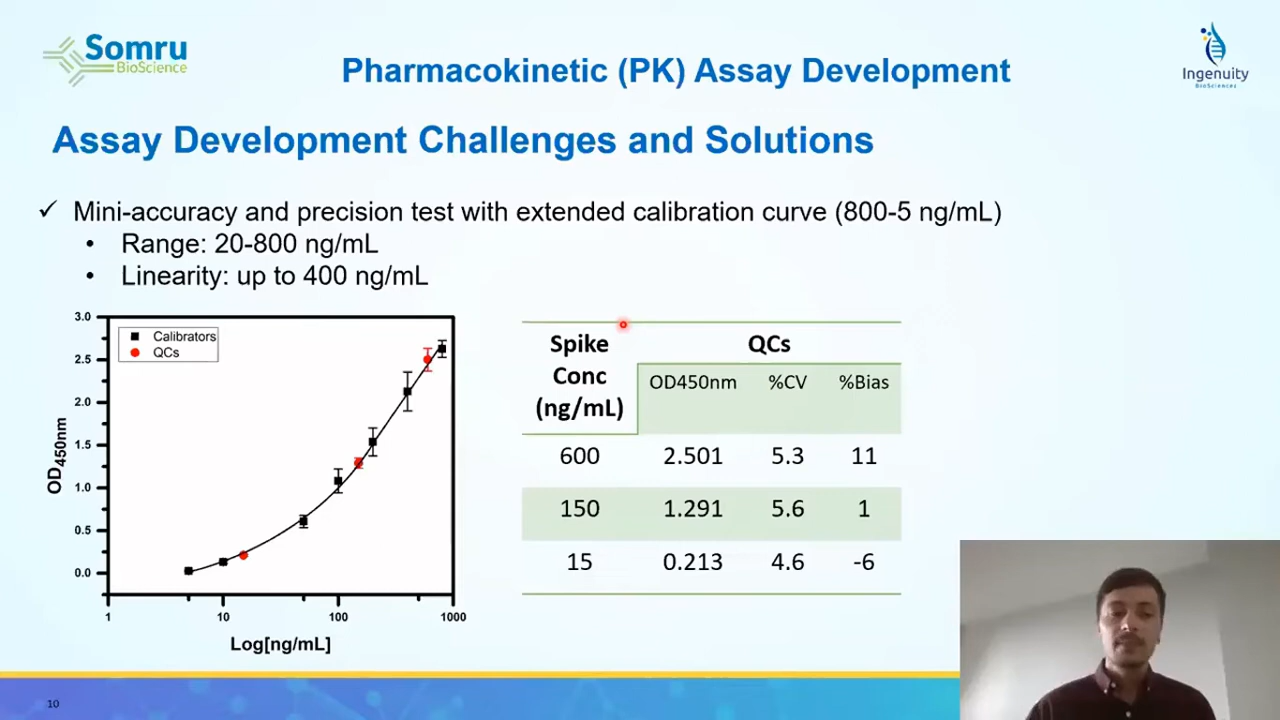 Somru
BioScience
Ingenuity
BioSciences
Pharmacokinetic (PK) Assay Development
Assay Development Challenges and Solutions
✓ Mini-accuracy and precision test with extended calibration curve (800-5 ng/mL)
• Range: 20-800 ng/mL
• Linearity: up to 400 ng/mL
3.0
2.5
2.0
1.5
1.0
0.5
0.0
OD450nm
Calibrators
QCs
1 10 100 1000
Log[ng/mL]
Spike Conc (ng/mL)
QCs
OD450nm %CV %Bias
600 2.501 5.3 11
150 1.291 5.6 1
15 0.213 4.6 -6
10